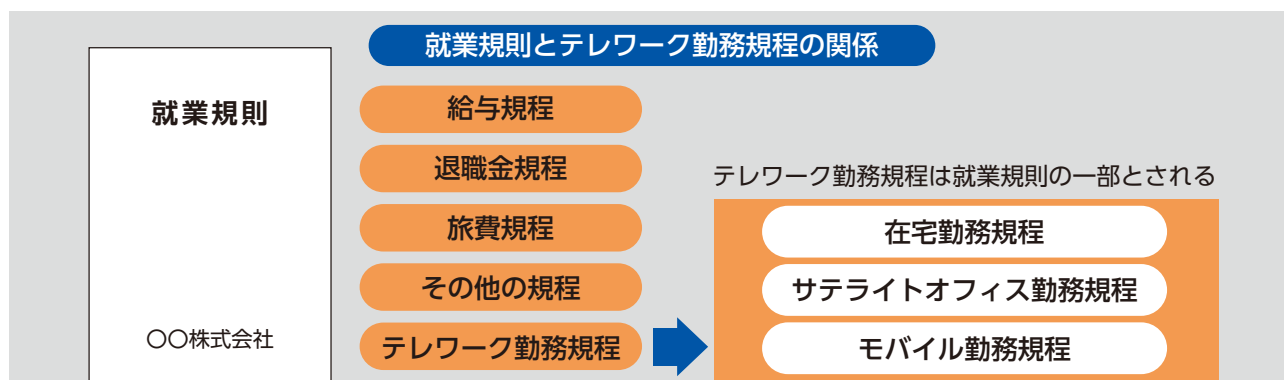 就業規則とテレワーク勤務規程の関係
就業規則
〇〇株式会社
給与規程
退職金規程
旅費規程
その他の規程
テレワーク勤務規程
テレワーク勤務規程は就業規則の一部とされる
在宅勤務規程
サテライトオフィス勤務規程
モバイル勤務規程